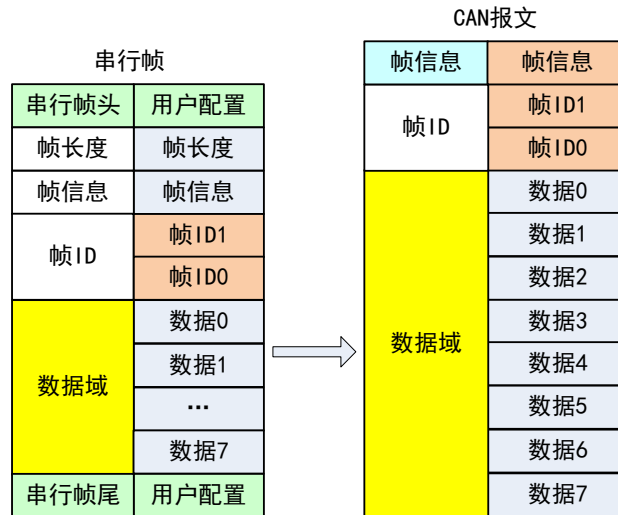 串行帧
串行帧头 用户配置
帧长度 帧长度
帧信息 帧信息
帧ID 帧ID1
帧ID0
数据域 数据0
数据1
…
数据7
串行帧尾 用户配置
CAN报文
帧信息 帧信息
帧ID 帧ID1
帧ID0
数据域 数据0
数据1
数据2
数据3
数据4
数据5
数据6
数据7